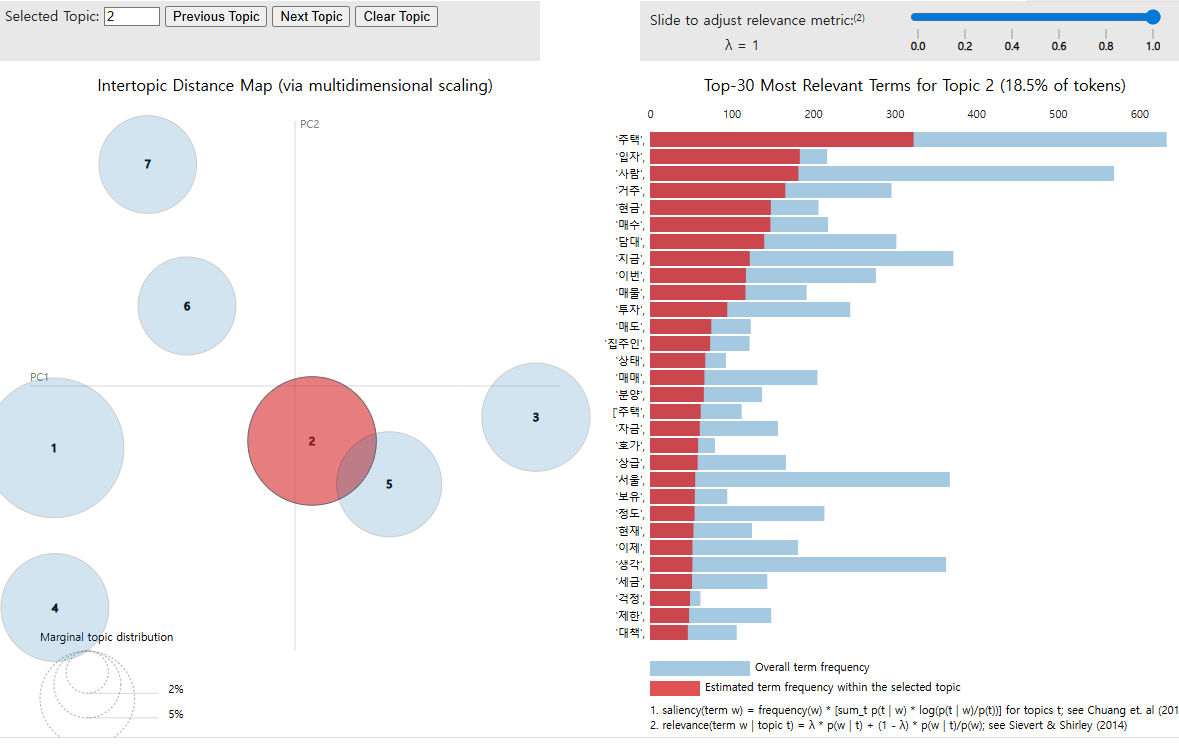 Selected Topic: 2 Previous Topic Next Topic Clear Topic
Slide to adjust relevance metric:(2)
λ = 1
0.0 0.2 0.4 0.6 0.8 1.0
Intertopic Distance Map (via multidimensional scaling)
PC2
PC1
7
6
1
2
3
5
4
Marginal topic distribution
2%
5%
Top-30 Most Relevant Terms for Topic 2 (18.5% of tokens)
0 100 200 300 400 500 600
'주택',
'입자',
'사람',
'거주',
'현금',
'매수',
'담대',
'지금',
'이번',
'매물',
'투자',
'매도',
'집주인',
'상태',
'매매',
'분양',
['주택',
'자금',
'호가',
'상급',
'서울',
'보유',
'정도',
'현재',
'이제',
'생각',
'세금',
'걱정',
'제한',
'대책',
Overall term frequency
Estimated term frequency within the selected topic
1. saliency(term w) = frequency(w) * [sum_t p(t | w) * log(p(t | w)/p(t))] for topics t; see Chuang et. al (201
2. relevance(term w | topic t) = λ * p(w | t) + (1 - λ) * p(w | t)/p(w); see Sievert & Shirley (2014)